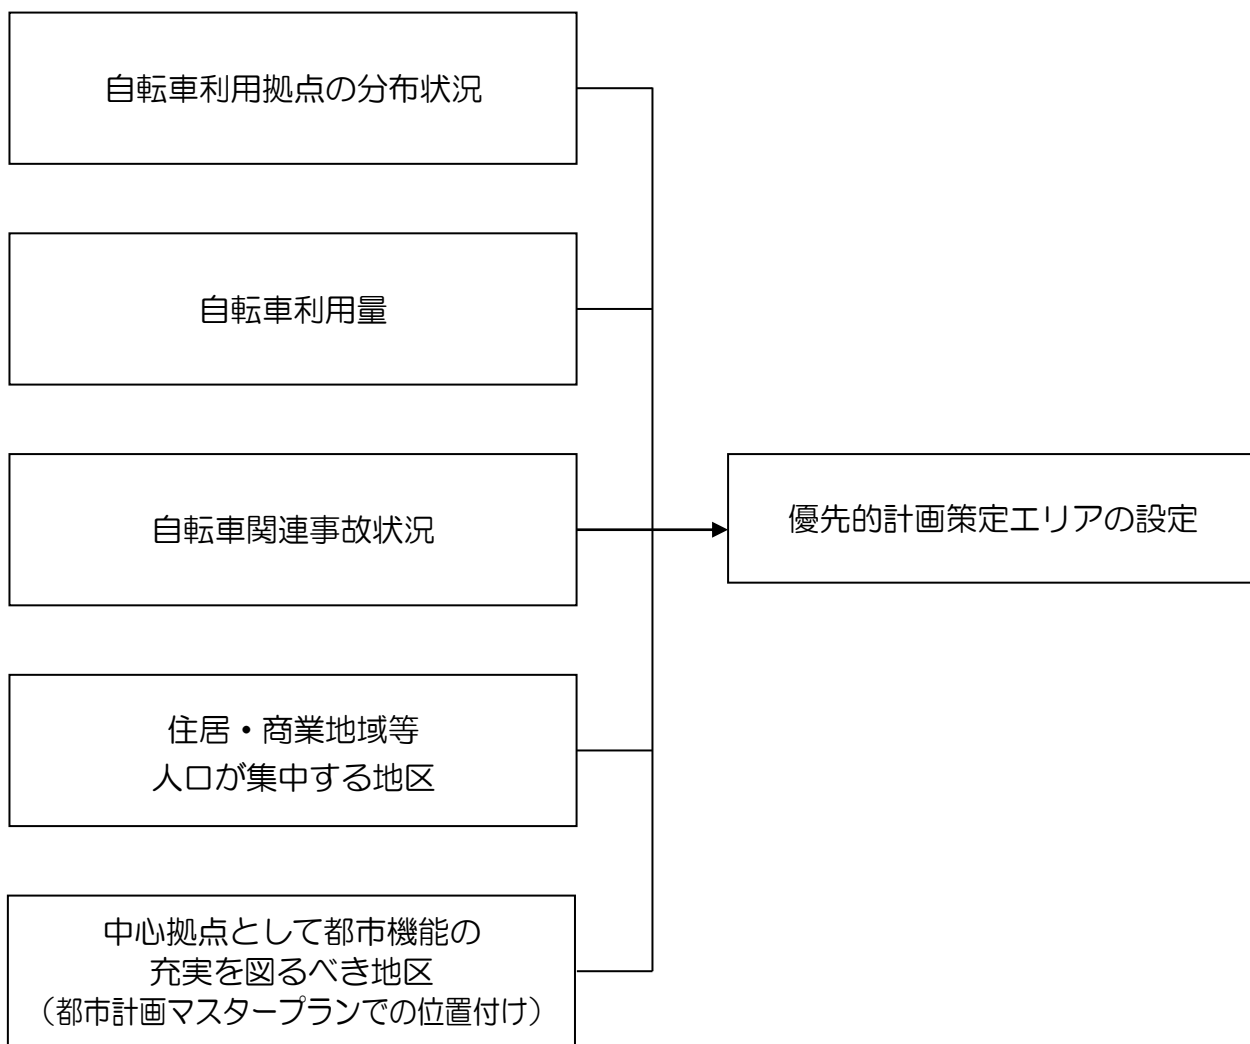 自転車利用拠点の分布状況
自転車利用量
自転車関連事故状況
優先的計画策定エリアの設定
住居・商業地域等
人口が集中する地区
中心拠点として都市機能の
充実を図るべき地区
（都市計画マスタープランでの位置付け）